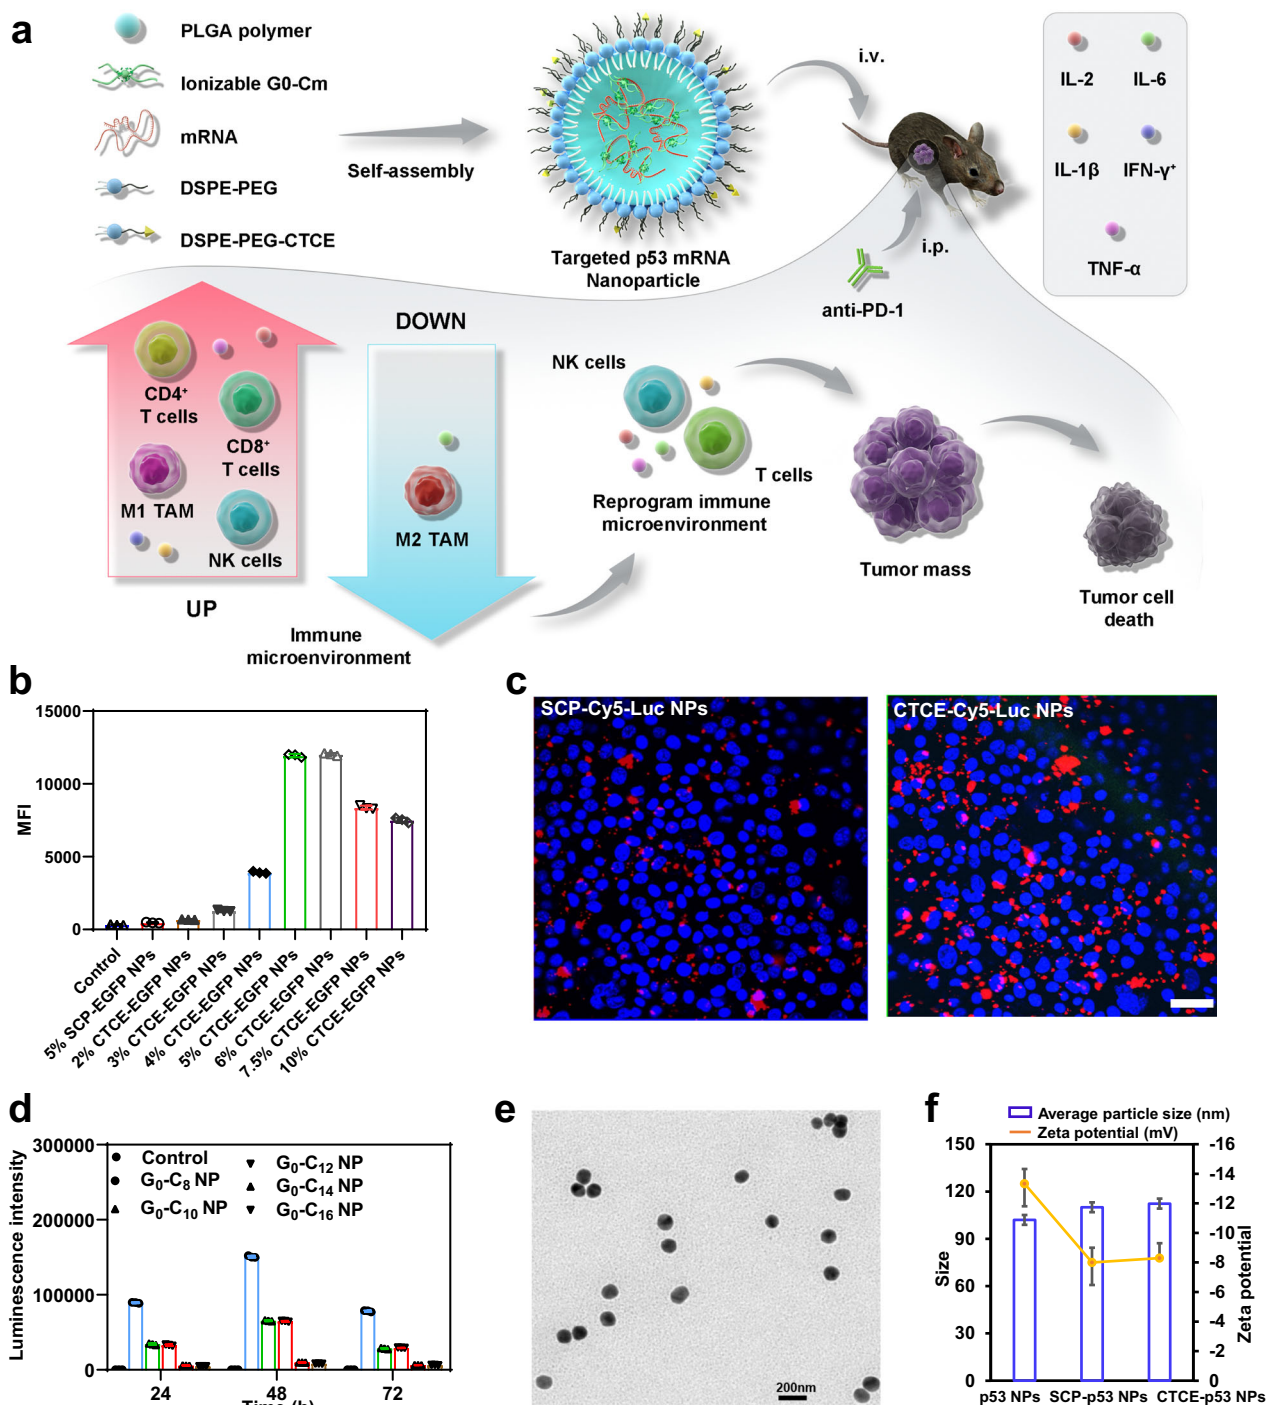 a
PLGA polymer
Ionizable G0-Cm
mRNA
DSPE-PEG
DSPE-PEG-CTCE
Self-assembly
Targeted p53 mRNA
Nanoparticle
i.v.
i.p.
anti-PD-1
IL-2
IL-6
IL-1β
IFN-γ⁺
TNF-α
CD4⁺
T cells
CD8⁺
T cells
M1 TAM
NK cells
UP
DOWN
M2 TAM
Immune
microenvironment
NK cells
T cells
Reprogram immune
microenvironment
Tumor mass
Tumor cell
death
b
MFI
15000
10000
5000
0
Control
5% SCP-EGFP NPs
2% CTCE-EGFP NPs
3% CTCE-EGFP NPs
4% CTCE-EGFP NPs
5% CTCE-EGFP NPs
6% CTCE-EGFP NPs
7.5% CTCE-EGFP NPs
10% CTCE-EGFP NPs
c
SCP-Cy5-Luc NPs
CTCE-Cy5-Luc NPs
d
Luminescence intensity
300000
200000
100000
0
Control
G₀-C₈ NP
G₀-C₁₀ NP
G₀-C₁₂ NP
G₀-C₁₄ NP
G₀-C₁₆ NP
24
48
72
Time (h)
e
200nm
f
Average particle size (nm)
Zeta potential (mV)
Size
150
120
90
60
30
0
-16
-14
-12
-10
-8
-6
-4
-2
0
Zeta potential
p53 NPs
SCP-p53 NPs
CTCE-p53 NPs